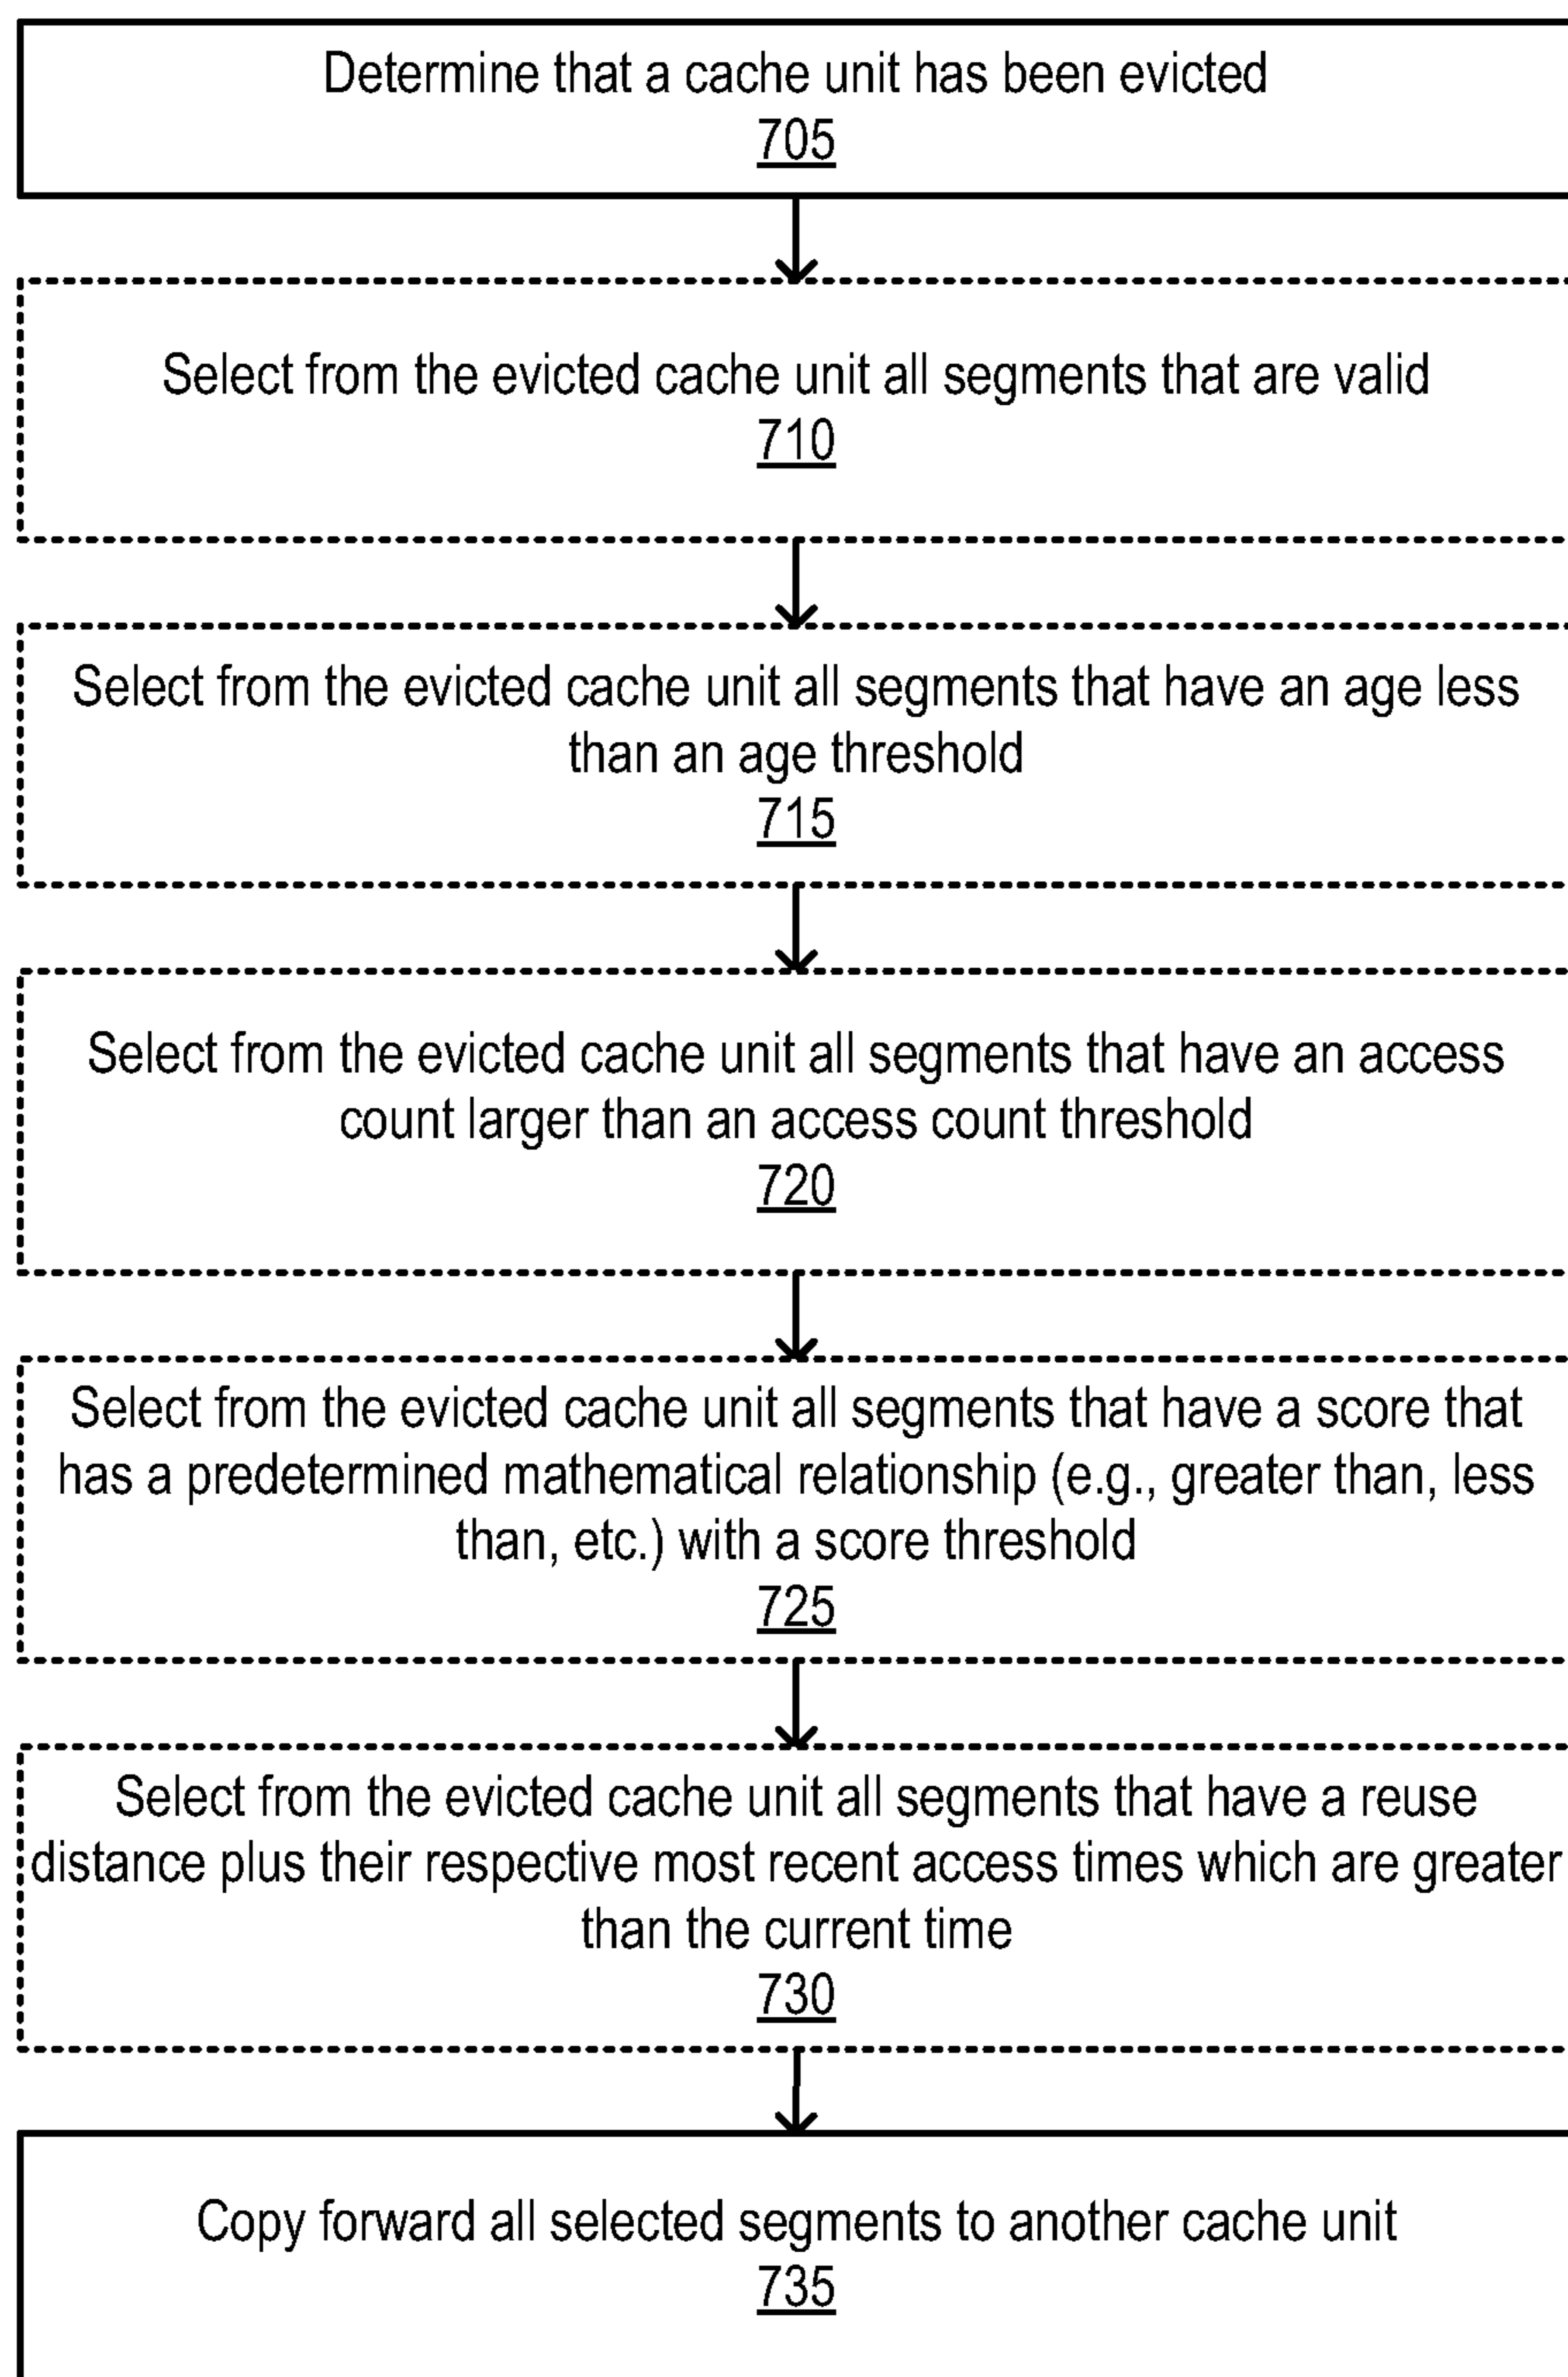 Determine that a cache unit has been evicted
705
Select from the evicted cache unit all segments that are valid
710
Select from the evicted cache unit all segments that have an age less
than an age threshold
715
Select from the evicted cache unit all segments that have an access
count larger than an access count threshold
720
Select from the evicted cache unit all segments that have a score that
has a predetermined mathematical relationship (e.g., greater than, less
than, etc.) with a score threshold
725
Select from the evicted cache unit all segments that have a reuse
distance plus their respective most recent access times which are greater
than the current time
730
Copy forward all selected segments to another cache unit
735